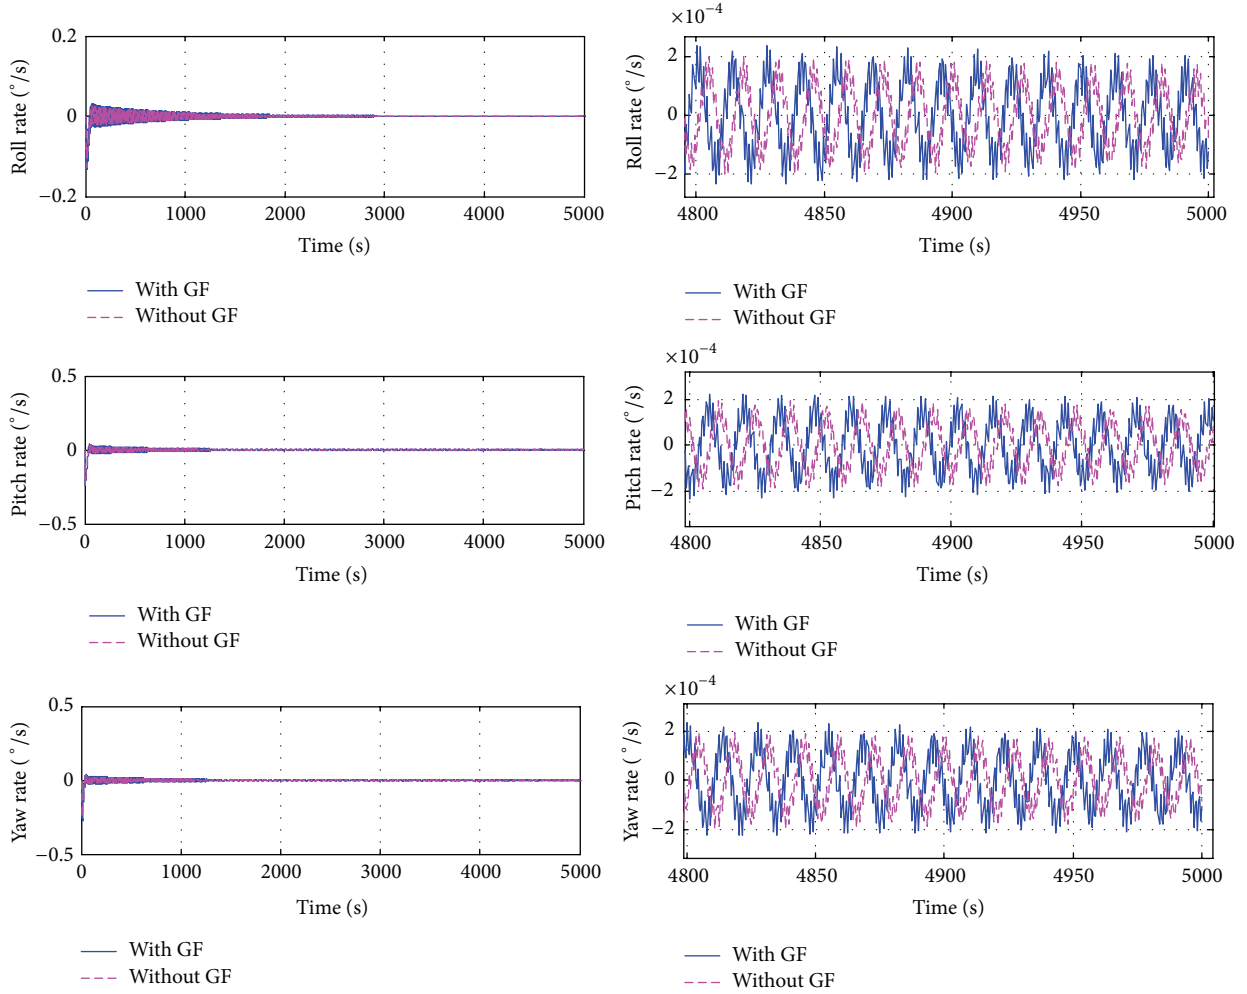 0.2
0
−0.2
Roll rate (°/s)
0 1000 2000 3000 4000 5000
Time (s)
With GF
Without GF
×10−4
2
0
−2
Roll rate (°/s)
4800 4850 4900 4950 5000
Time (s)
With GF
Without GF
0.5
0
−0.5
Pitch rate (°/s)
0 1000 2000 3000 4000 5000
Time (s)
With GF
Without GF
×10−4
2
0
−2
Pitch rate (°/s)
4800 4850 4900 4950 5000
Time (s)
With GF
Without GF
0.5
0
−0.5
Yaw rate (°/s)
0 1000 2000 3000 4000 5000
Time (s)
With GF
Without GF
×10−4
2
0
−2
Yaw rate (°/s)
4800 4850 4900 4950 5000
Time (s)
With GF
Without GF